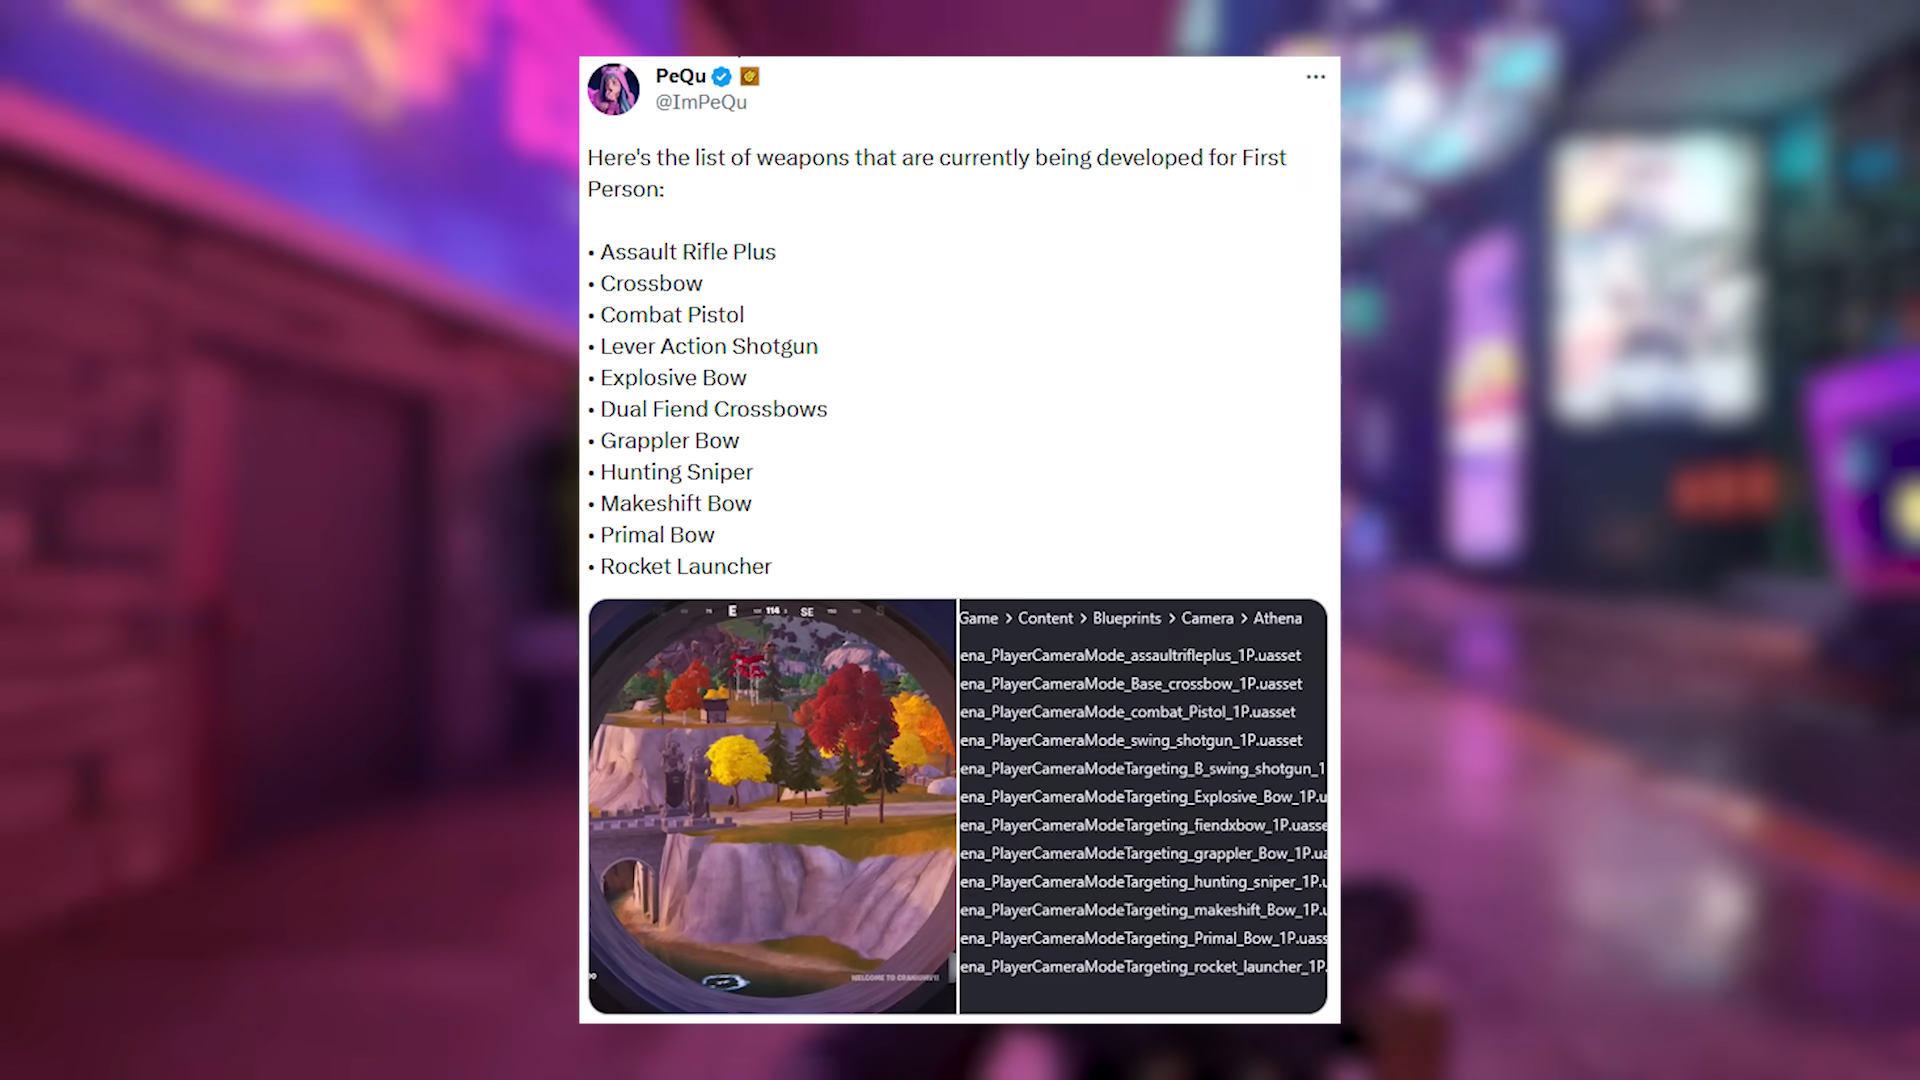 PeQu
@ImPeQu
Here's the list of weapons that are currently being developed for First
Person:
• Assault Rifle Plus
• Crossbow
• Combat Pistol
• Lever Action Shotgun
• Explosive Bow
• Dual Fiend Crossbows
• Grappler Bow
• Hunting Sniper
• Makeshift Bow
• Primal Bow
• Rocket Launcher
E 114 SE
WELCOME TO CRANIUMV1!
Game > Content > Blueprints > Camera > Athena
ena_PlayerCameraMode_assaultrifleplus_1P.uasset
ena_PlayerCameraMode_Base_crossbow_1P.uasset
ena_PlayerCameraMode_combat_Pistol_1P.uasset
ena_PlayerCameraMode_swing_shotgun_1P.uasset
ena_PlayerCameraModeTargeting_B_swing_shotgun_1
ena_PlayerCameraModeTargeting_Explosive_Bow_1P.u
ena_PlayerCameraModeTargeting_fiendxbow_1P.uasse
ena_PlayerCameraModeTargeting_grappler_Bow_1P.ua
ena_PlayerCameraModeTargeting_hunting_sniper_1P.u
ena_PlayerCameraModeTargeting_makeshift_Bow_1P.u
ena_PlayerCameraModeTargeting_Primal_Bow_1P.uass
ena_PlayerCameraModeTargeting_rocket_launcher_1P.